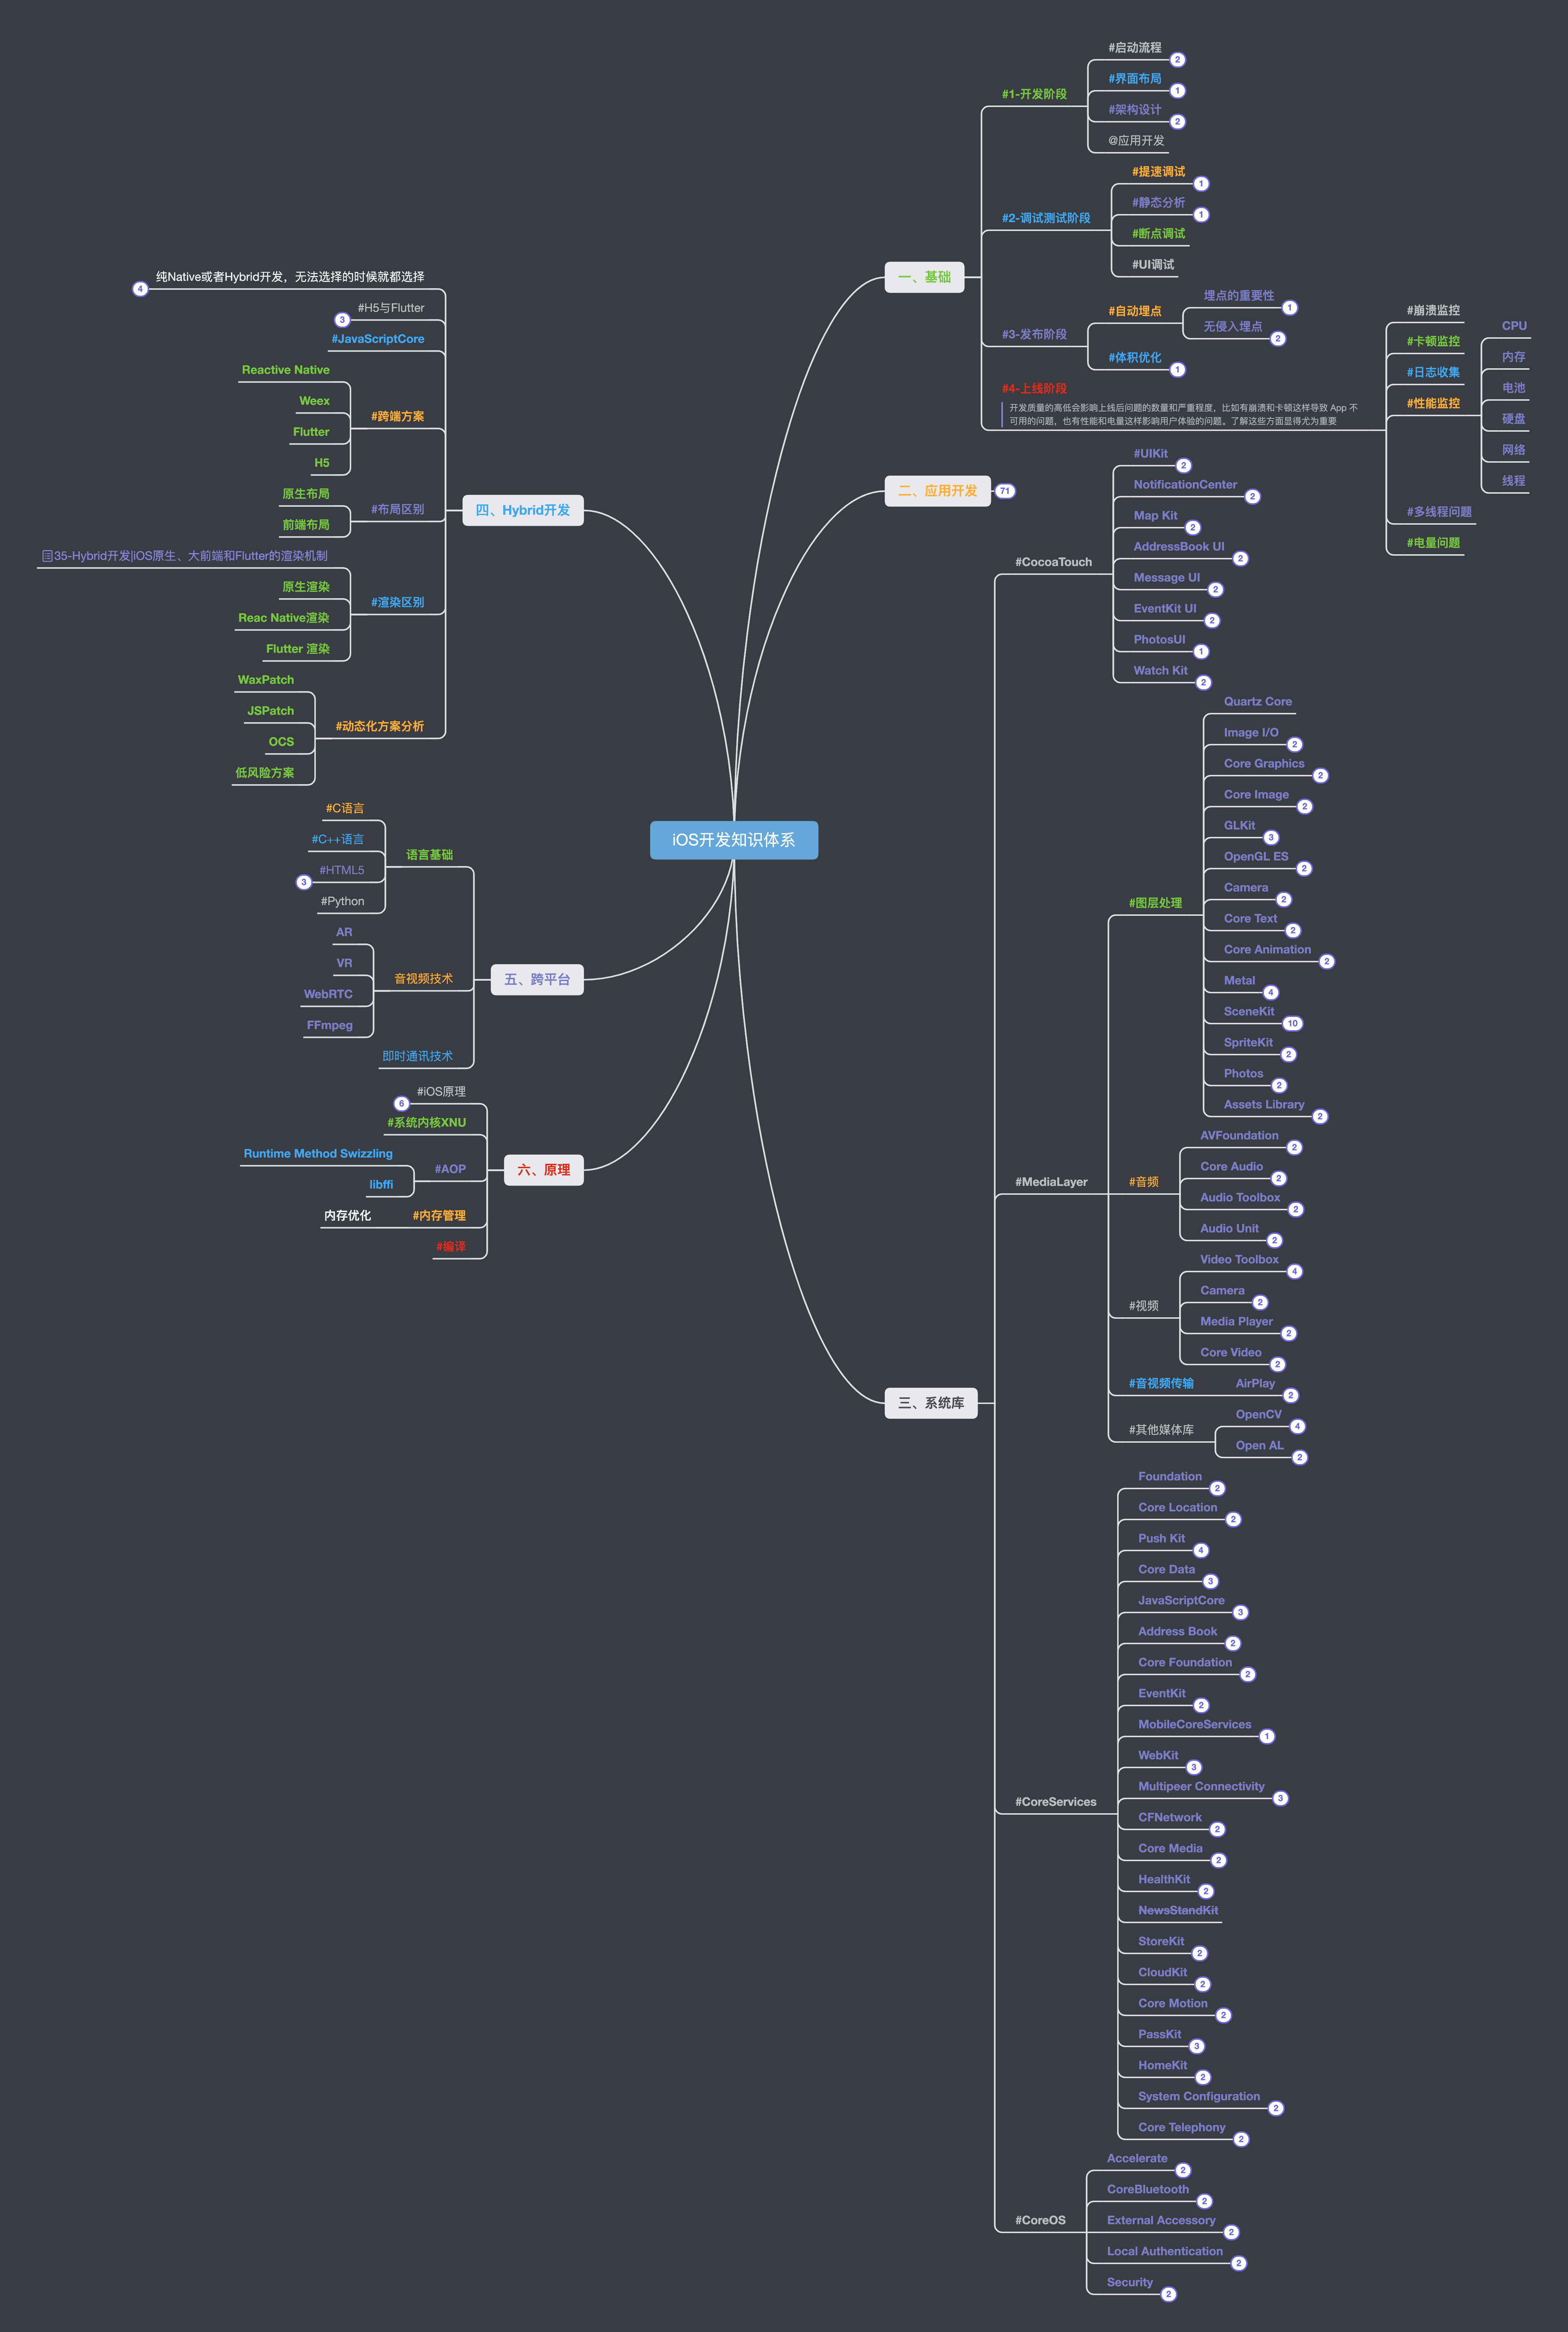 iOS开发知识体系
一、基础
#1-开发阶段
#启动流程
2
#界面布局
1
#架构设计
2
@应用开发
#2-调试测试阶段
#提速调试
1
#静态分析
1
#断点调试
#UI调试
#3-发布阶段
#自动埋点
埋点的重要性
1
无侵入埋点
2
#体积优化
1
#4-上线阶段
开发质量的高低会影响上线后问题的数量和严重程度，比如有崩溃和卡顿这样导致 App 不
可用的问题，也有性能和电量这样影响用户体验的问题。了解这些方面显得尤为重要
#崩溃监控
#卡顿监控
#日志收集
#性能监控
CPU
内存
电池
硬盘
网络
线程
#多线程问题
#电量问题
二、应用开发
71
三、系统库
#CocoaTouch
#UIKit
2
NotificationCenter
2
Map Kit
2
AddressBook UI
2
Message UI
2
EventKit UI
2
PhotosUI
1
Watch Kit
2
#MediaLayer
#图层处理
Quartz Core
Image I/O
2
Core Graphics
2
Core Image
2
GLKit
3
OpenGL ES
2
Camera
2
Core Text
2
Core Animation
2
Metal
4
SceneKit
10
SpriteKit
2
Photos
2
Assets Library
2
#音频
AVFoundation
2
Core Audio
2
Audio Toolbox
2
Audio Unit
2
#视频
Video Toolbox
4
Camera
2
Media Player
2
Core Video
2
#音视频传输
AirPlay
2
#其他媒体库
OpenCV
4
Open AL
2
#CoreServices
Foundation
2
Core Location
2
Push Kit
4
Core Data
3
JavaScriptCore
3
Address Book
2
Core Foundation
2
EventKit
2
MobileCoreServices
1
WebKit
3
Multipeer Connectivity
3
CFNetwork
2
Core Media
2
HealthKit
2
NewsStandKit
StoreKit
2
CloudKit
2
Core Motion
2
PassKit
3
HomeKit
2
System Configuration
2
Core Telephony
2
#CoreOS
Accelerate
2
CoreBluetooth
2
External Accessory
2
Local Authentication
2
Security
2
四、Hybrid开发
纯Native或者Hybrid开发，无法选择的时候就都选择
4
#H5与Flutter
3
#JavaScriptCore
#跨端方案
Reactive Native
Weex
Flutter
H5
#布局区别
原生布局
前端布局
#渲染区别
35-Hybrid开发|iOS原生、大前端和Flutter的渲染机制
原生渲染
Reac Native渲染
Flutter 渲染
#动态化方案分析
WaxPatch
JSPatch
OCS
低风险方案
五、跨平台
语言基础
#C语言
#C++语言
#HTML5
3
#Python
音视频技术
AR
VR
WebRTC
FFmpeg
即时通讯技术
六、原理
#iOS原理
6
#系统内核XNU
#AOP
Runtime Method Swizzling
libffi
#内存管理
内存优化
#编译